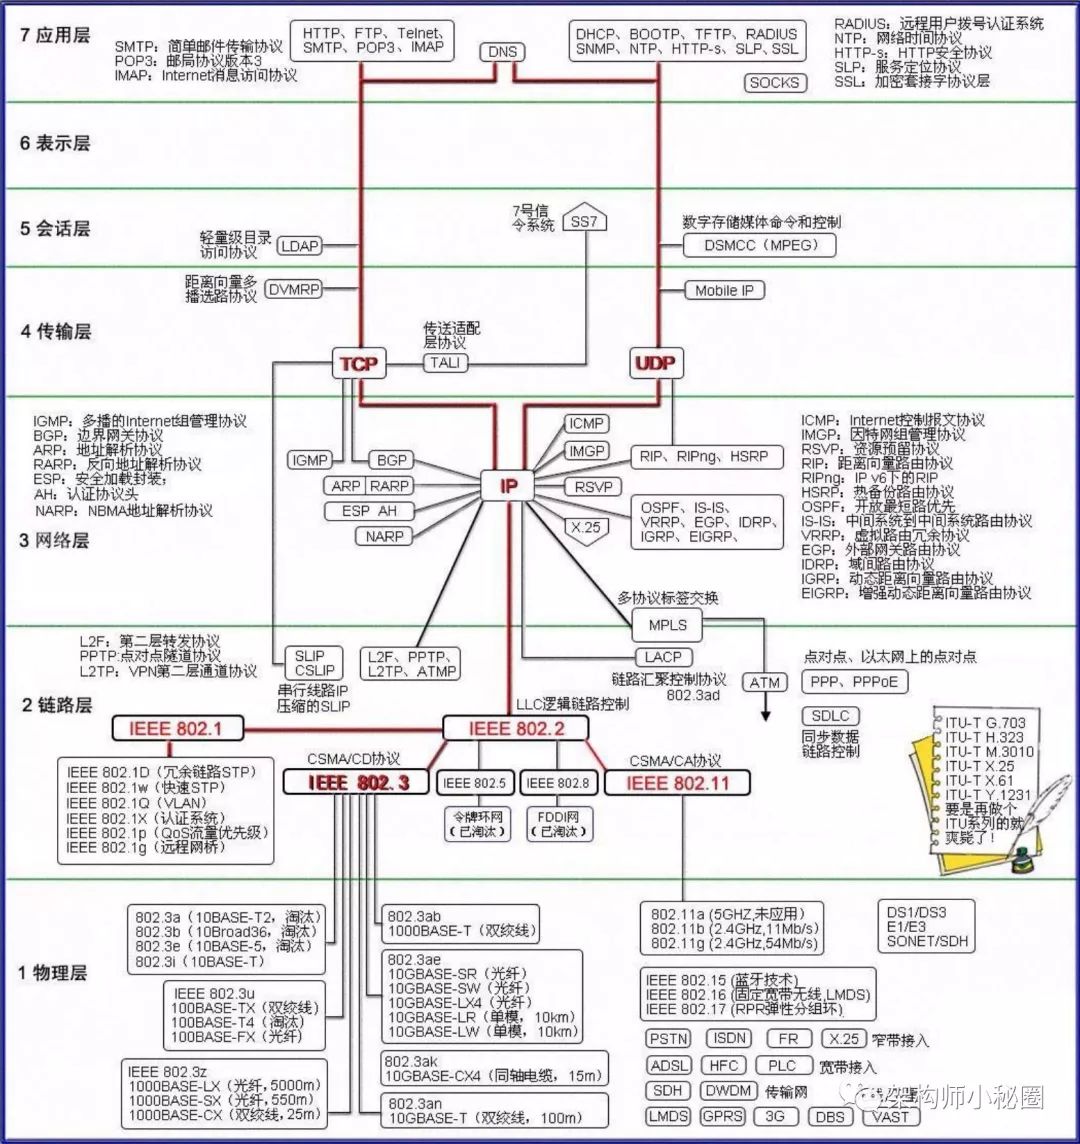 7 应用层
SMTP：简单邮件传输协议
POP3：邮局协议版本3
IMAP：Internet消息访问协议
HTTP、FTP、Telnet、
SMTP、POP3、IMAP
DNS
DHCP、BOOTP、TFTP、RADIUS
SNMP、NTP、HTTP-s、SLP、SSL
SOCKS
RADIUS：远程用户拨号认证系统
NTP：网络时间协议
HTTP-s：HTTP安全协议
SLP：服务定位协议
SSL：加密套接字协议层
6 表示层
5 会话层
轻量级目录
访问协议
LDAP
7号信
令系统
SS7
数字存储媒体命令和控制
DSMCC（MPEG）
距离向量多
播选路协议
DVMRP
Mobile IP
4 传输层
传送适配
层协议
TCP
TALI
UDP
IGMP：多播的Internet组管理协议
BGP：边界网关协议
ARP：地址解析协议
RARP：反向地址解析协议
ESP：安全加载封装；
AH：认证协议头
NARP：NBMA地址解析协议
3 网络层
IGMP
BGP
ARP RARP
ESP AH
NARP
IP
ICMP
IMGP
RSVP
X.25
RIP、RIPng、HSRP
OSPF、IS-IS、
VRRP、EGP、IDRP、
IGRP、EIGRP、
ICMP：Internet控制报文协议
IMGP：因特网组管理协议
RSVP：资源预留协议
RIP：距离向量路由协议
RIPng：IP v6下的RIP
HSRP：热备份路由协议
OSPF：开放最短路优先
IS-IS：中间系统到中间系统路由协议
VRRP：虚拟路由冗余协议
EGP：外部网关路由协议
IDRP：域间路由协议
IGRP：动态距离向量路由协议
EIGRP：增强动态距离向量路由协议
多协议标签交换
MPLS
L2F：第二层转发协议
PPTP:点对点隧道协议
L2TP：VPN第二层通道协议
SLIP
CSLIP
串行线路IP
压缩的SLIP
L2F、PPTP、
L2TP、ATMP
LACP
链路汇聚控制协议
802.3ad
ATM
点对点、以太网上的点对点
PPP、PPPoE
SDLC
同步数据
链路控制
2 链路层
LLC逻辑链路控制
IEEE 802.1
IEEE 802.2
CSMA/CD协议
IEEE 802.3
IEEE 802.5
IEEE 802.8
CSMA/CA协议
IEEE 802.11
令牌环网
（已淘汰）
FDDI网
（已淘汰）
IEEE 802.1D（冗余链路STP）
IEEE 802.1w（快速STP）
IEEE 802.1Q（VLAN）
IEEE 802.1X（认证系统）
IEEE 802.1p（QoS流量优先级）
IEEE 802.1g（远程网桥）
ITU-T G.703
ITU-T H.323
ITU-T M.3010
ITU-T X.25
ITU-T X.61
ITU-T Y.1231
要是再做个
ITU系列的就
爽毙了！
1 物理层
802.3a（10BASE-T2，淘汰）
802.3b（10Broad36，淘汰）
802.3e（10BASE-5，淘汰）
802.3i（10BASE-T）
IEEE 802.3u
100BASE-TX（双绞线）
100BASE-T4（淘汰）
100BASE-FX（光纤）
IEEE 802.3z
1000BASE-LX（光纤,5000m）
1000BASE-SX（光纤,550m）
1000BASE-CX（双绞线,25m）
802.3ab
1000BASE-T（双绞线）
802.3ae
10GBASE-SR（光纤）
10GBASE-SW（光纤）
10GBASE-LX4（光纤）
10GBASE-LR（单模，10km）
10GBASE-LW（单模，10km）
802.3ak
10GBASE-CX4（同轴电缆，15m）
802.3an
10GBASE-T（双绞线，100m）
802.11a (5GHZ,未应用)
802.11b (2.4GHz,11Mb/s)
802.11g (2.4GHz,54Mb/s)
DS1/DS3
E1/E3
SONET/SDH
IEEE 802.15 (蓝牙技术)
IEEE 802.16 (固定宽带无线,LMDS)
IEEE 802.17 (RPR弹性分组环)
PSTN ISDN FR X.25 窄带接入
ADSL HFC PLC 宽带接入
SDH DWDM 传输网
LMDS GPRS 3G DBS VAST
架构师小秘圈